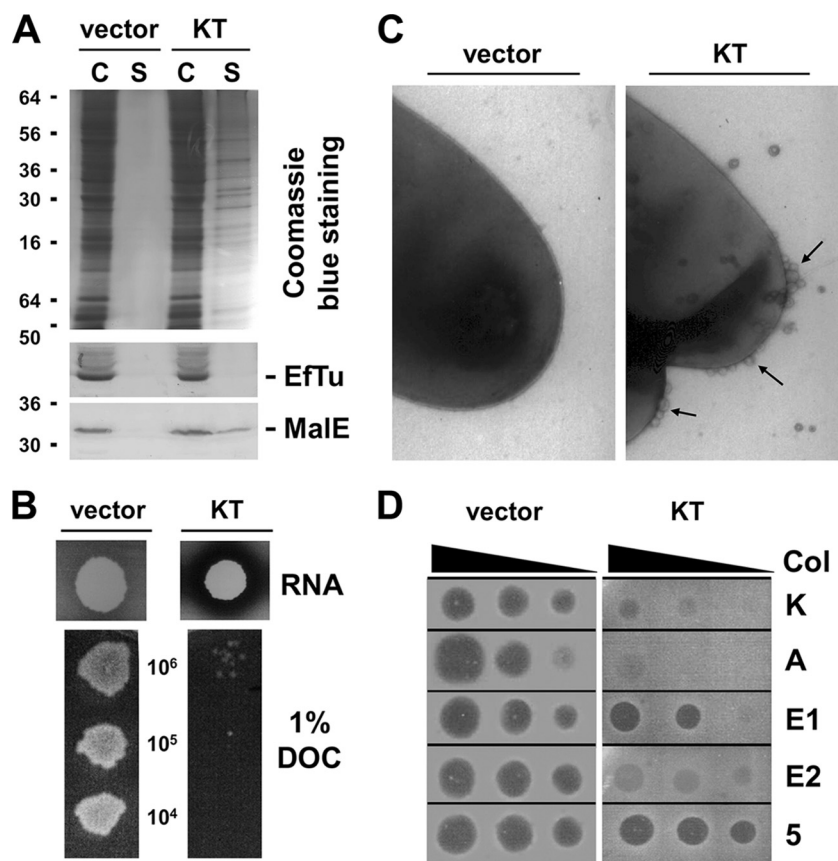 A
vector
KT
C
S
C
S
64 -
56 -
36 -
30 -
16 -
64 -
50 -
36 -
30 -
Coomassie
blue staining
- EfTu
- MalE
B
vector
KT
RNA
10⁶
10⁵
10⁴
1%
DOC
C
vector
KT
D
vector
KT
Col
K
A
E1
E2
5